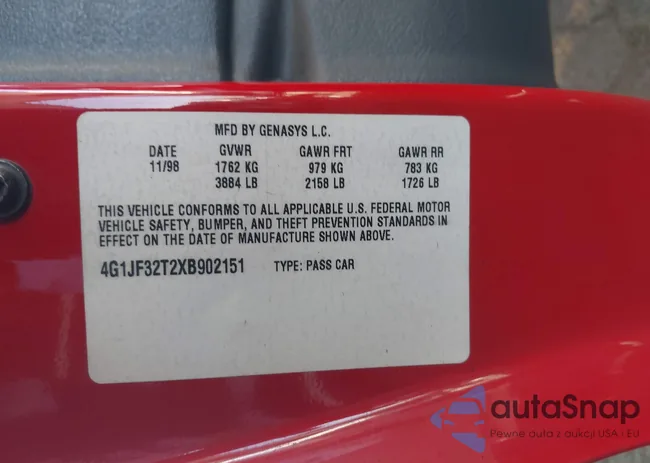 MFD BY GENASYS L.C.
DATE GVWR GAWR FRT GAWR RR
11/98 1762 KG 979 KG 783 KG
3884 LB 2158 LB 1726 LB
THIS VEHICLE CONFORMS TO ALL APPLICABLE U.S. FEDERAL MOTOR
VEHICLE SAFETY, BUMPER, AND THEFT PREVENTION STANDARDS IN
EFFECT ON THE DATE OF MANUFACTURE SHOWN ABOVE.
4G1JF32T2XB902151 TYPE: PASS CAR
autaSnap
Pewne auta z aukcji USA - EU